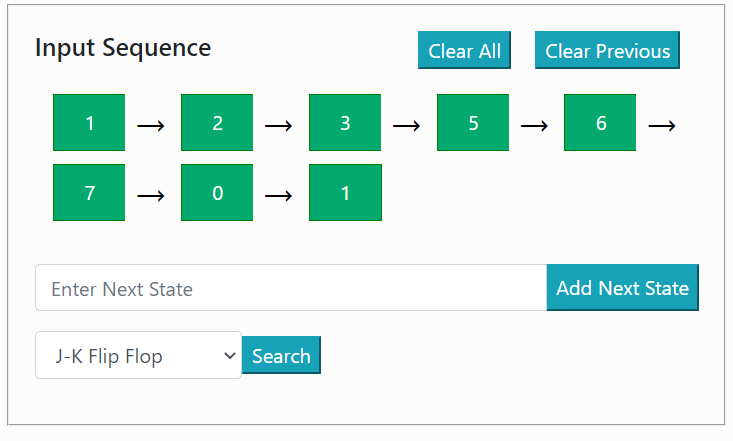 Input Sequence Clear All Clear Previous
1 → 2 → 3 → 5 → 6 →
7 → 0 → 1
Enter Next State Add Next State
J-K Flip Flop Search